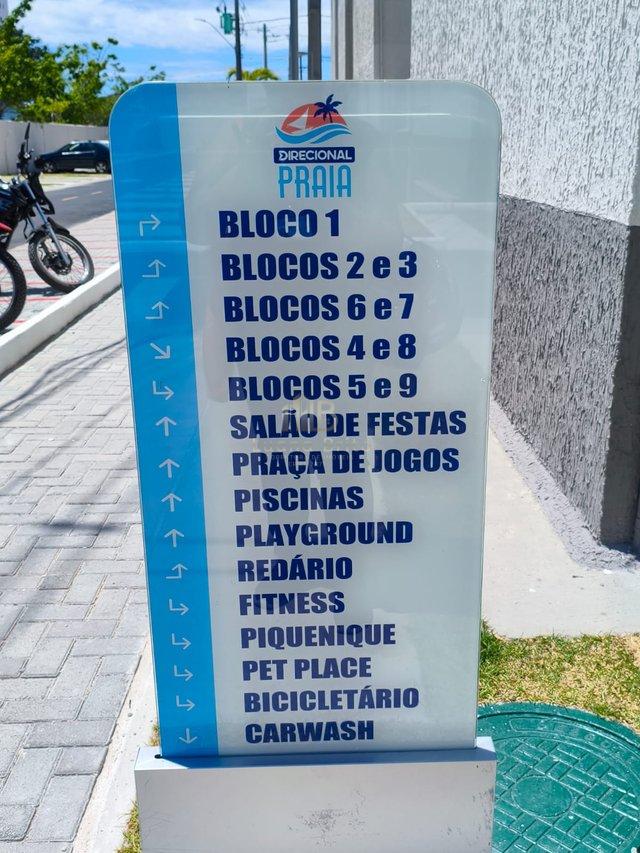 DIRECIONAL
PRAIA
BLOCO 1
BLOCOS 2 e 3
BLOCOS 6 e 7
BLOCOS 4 e 8
BLOCOS 5 e 9
SALÃO DE FESTAS
PRAÇA DE JOGOS
PISCINAS
PLAYGROUND
REDÁRIO
FITNESS
PIQUENIQUE
PET PLACE
BICICLETÁRIO
CARWASH